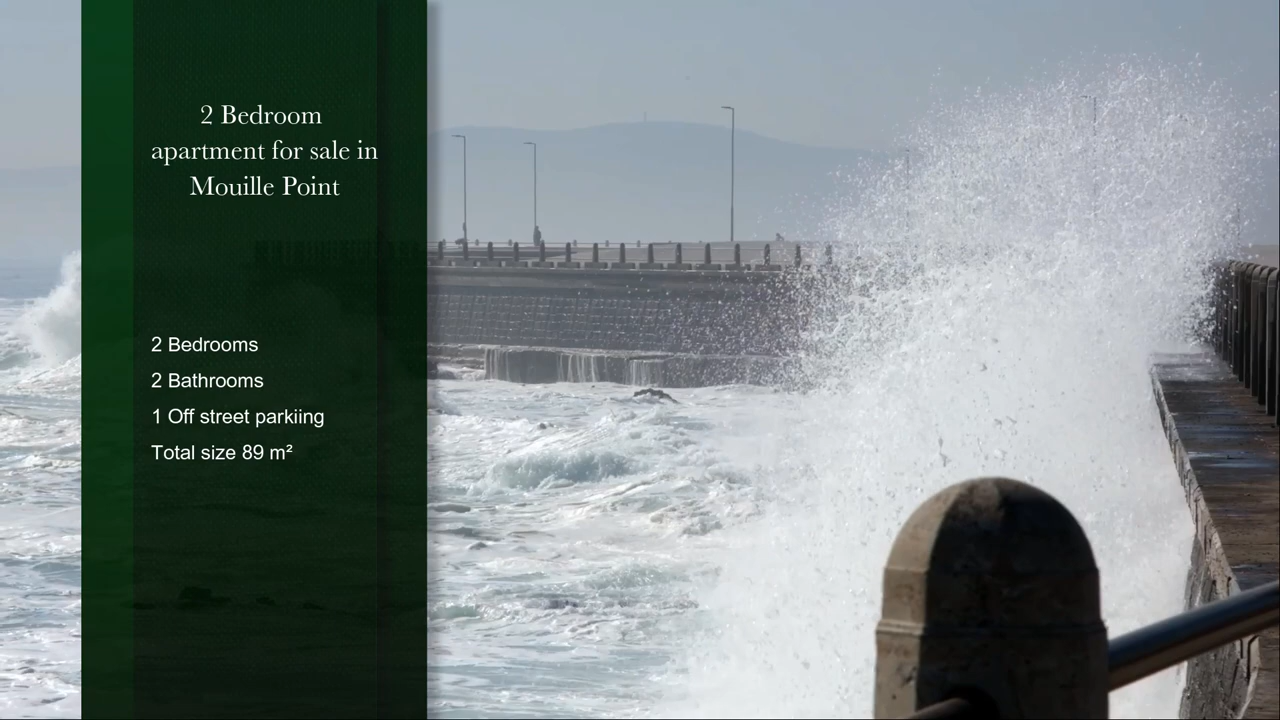 2 Bedroom
apartment for sale in
Mouille Point
2 Bedrooms
2 Bathrooms
1 Off street parkiing
Total size 89 m²